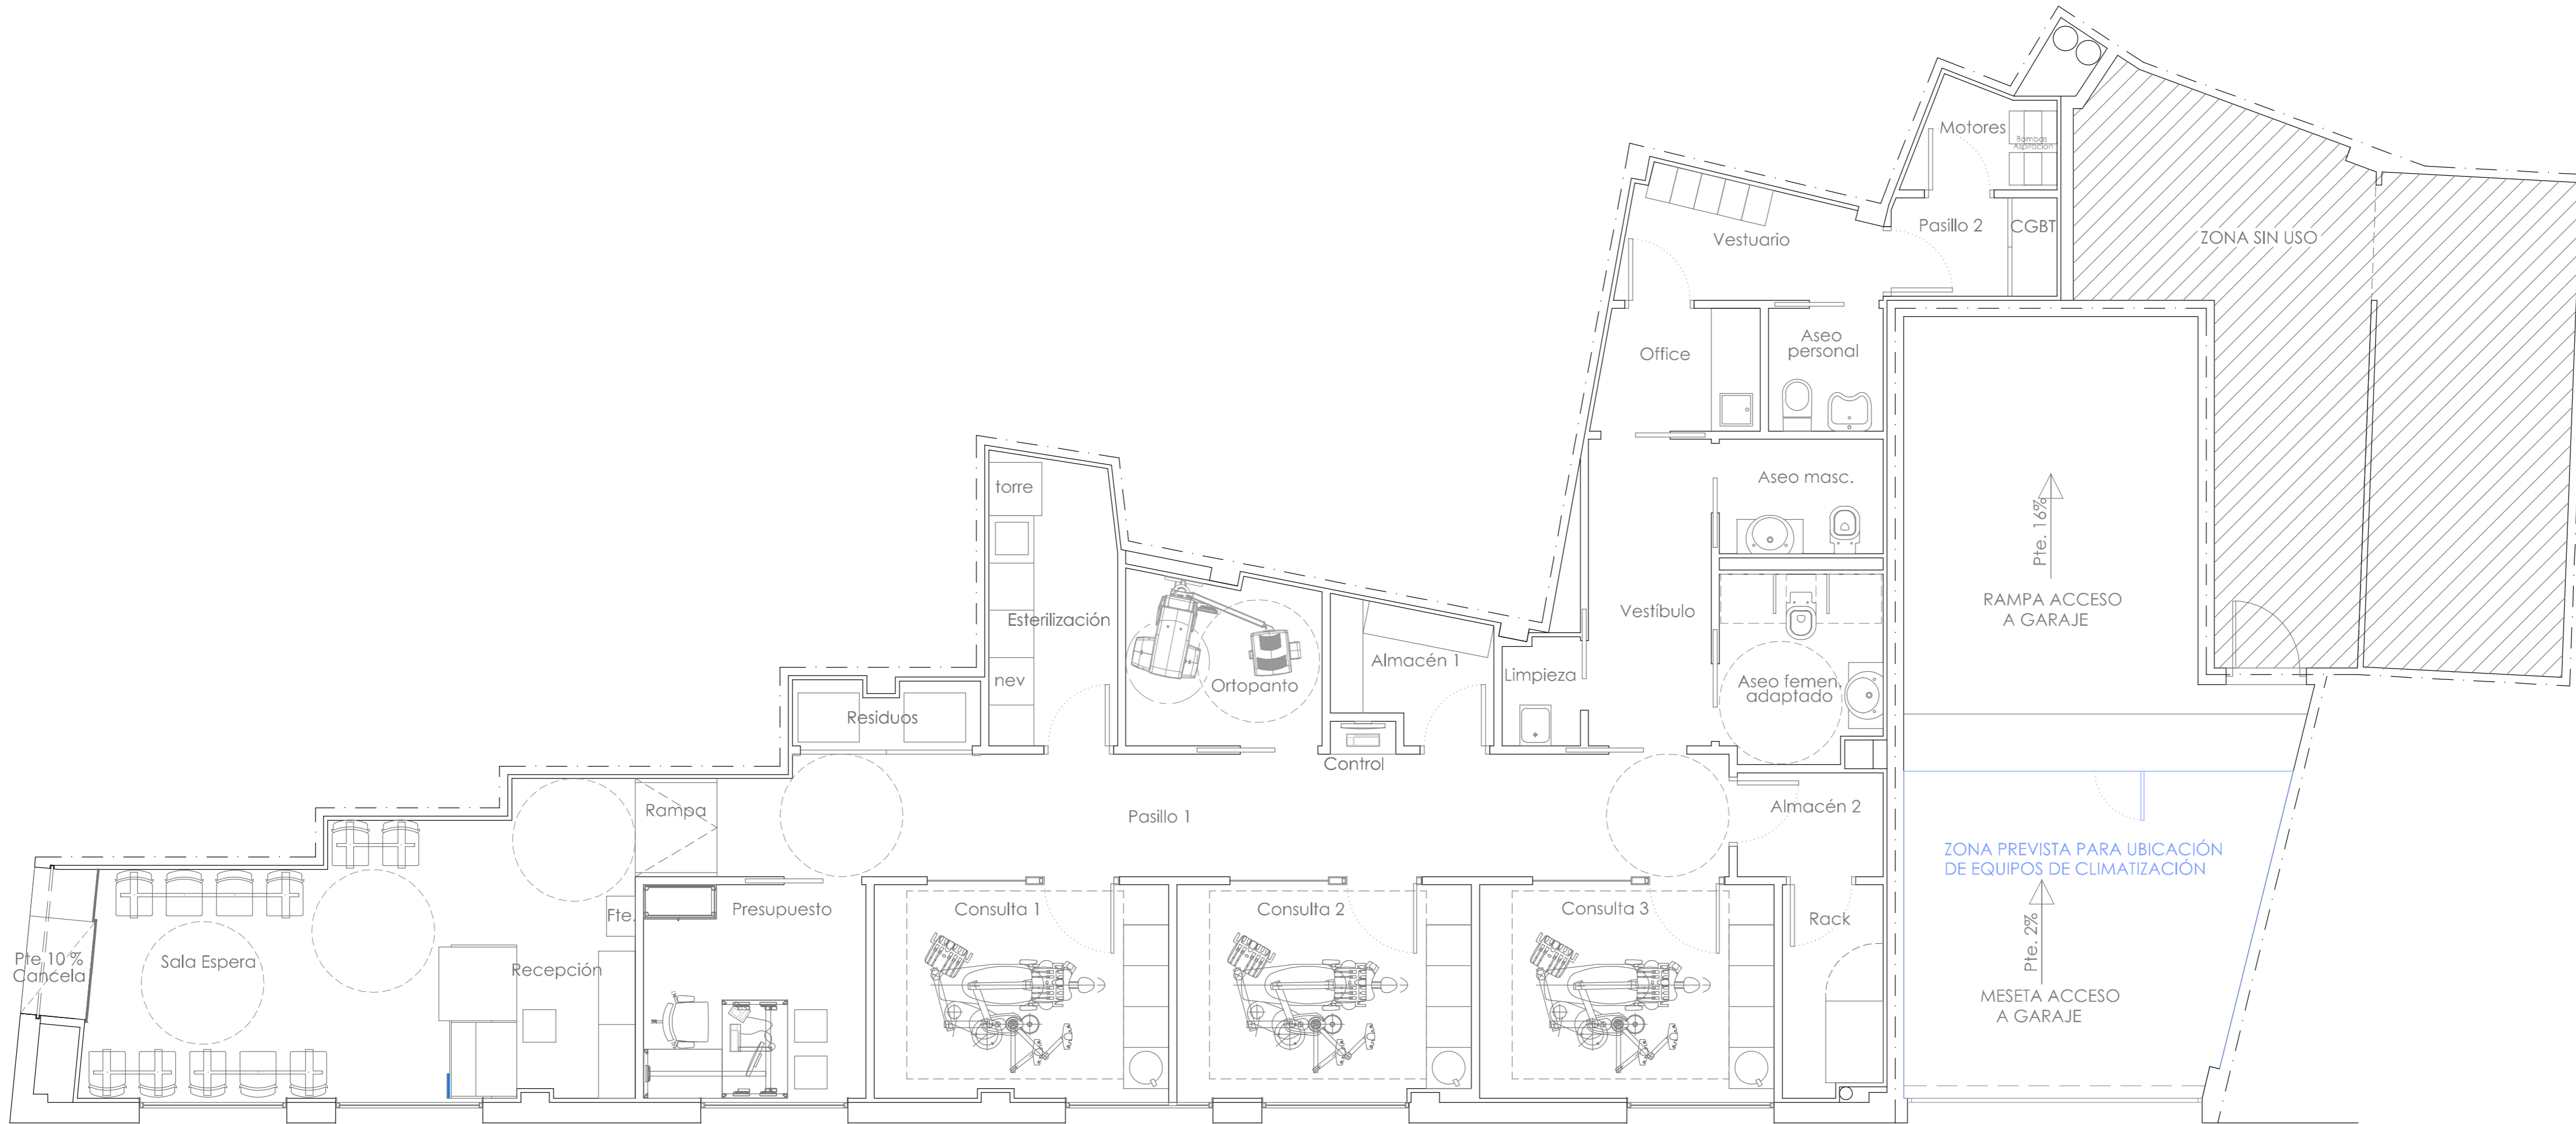 Motores
Bombas
Aspiración
Pasillo 2
CGBT
ZONA SIN USO
Vestuario
Aseo
personal
Office
Aseo masc.
torre
Pte. 16%
RAMPA ACCESO
A GARAJE
Vestíbulo
Esterilización
Almacén 1
Limpieza
nev
Ortopanto
Aseo femen.
adaptado
Residuos
Control
Rampa
Pasillo 1
Almacén 2
ZONA PREVISTA PARA UBICACIÓN
DE EQUIPOS DE CLIMATIZACIÓN
Fte.
Presupuesto
Consulta 1
Consulta 2
Consulta 3
Rack
Pte. 2%
Pte 10 %
Cancela
Sala Espera
Recepción
MESETA ACCESO
A GARAJE